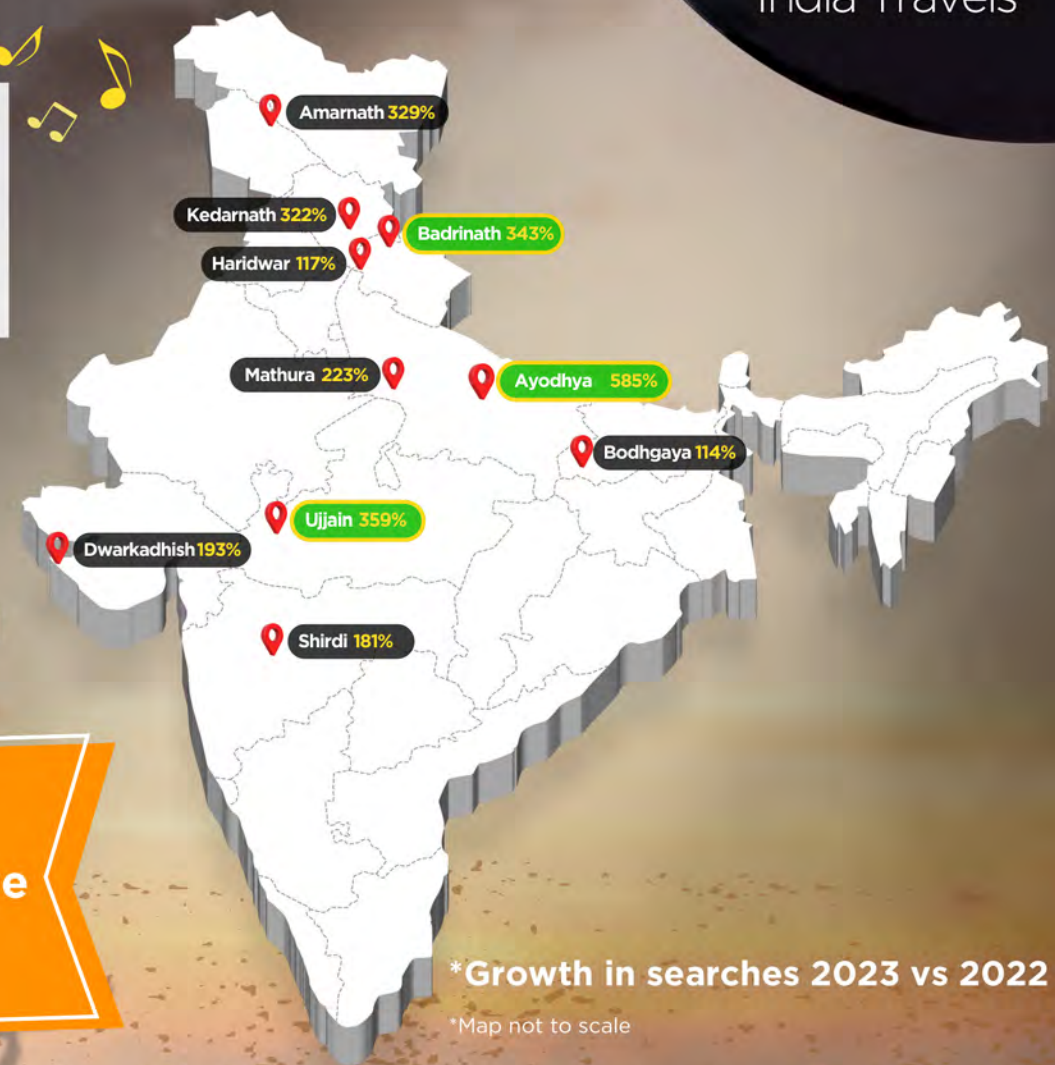 India Travels
Amarnath 329%
Kedarnath 322%
Badrinath 343%
Haridwar 117%
Mathura 223%
Ayodhya 585%
Bodhgaya 114%
Ujjain 359%
Dwarkadhish 193%
Shirdi 181%
e
*Growth in searches 2023 vs 2022
*Map not to scale